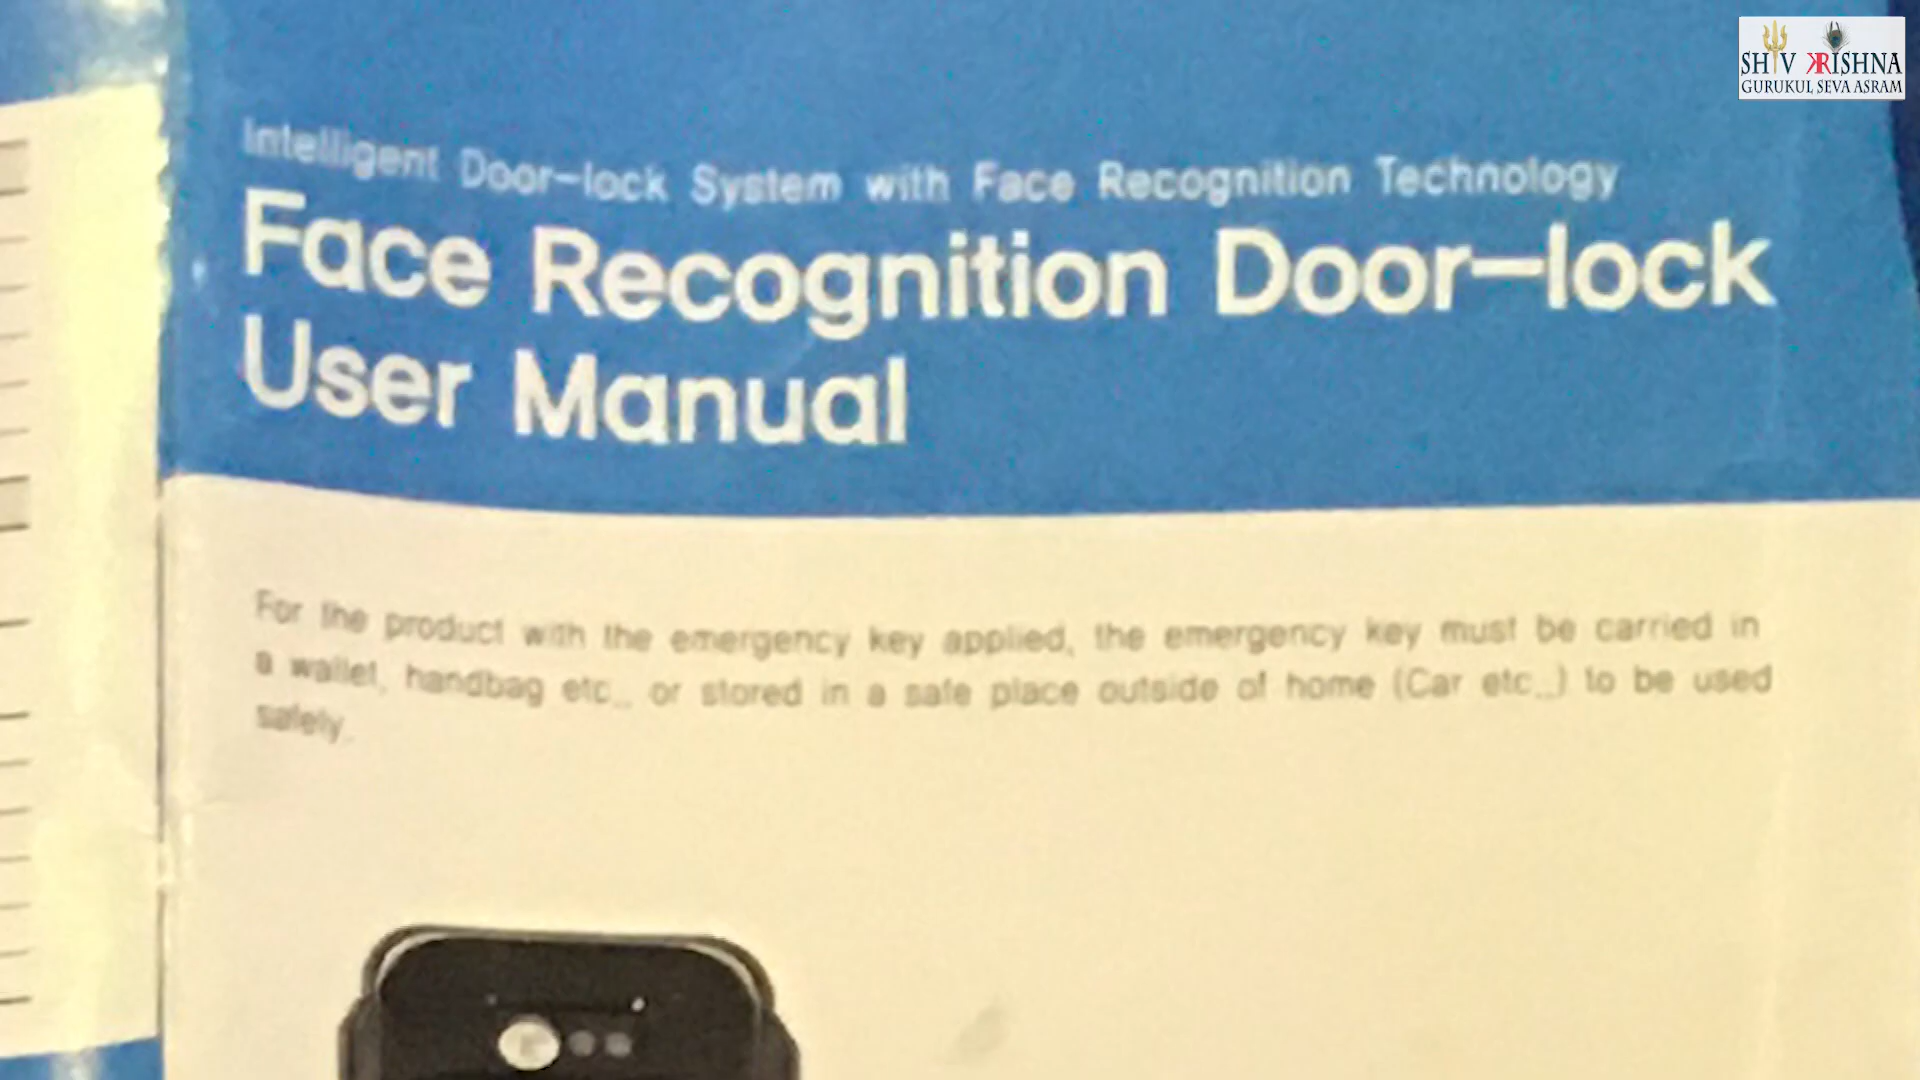 SHIV KRISHNA
GURUKUL SEVA ASRAM
Intelligent Door-lock System with Face Recognition Technology
Face Recognition Door-lock
User Manual
For the product with the emergency key applied, the emergency key must be carried in
a wallet, handbag etc., or stored in a safe place outside of home (Car etc.,) to be used
safely.